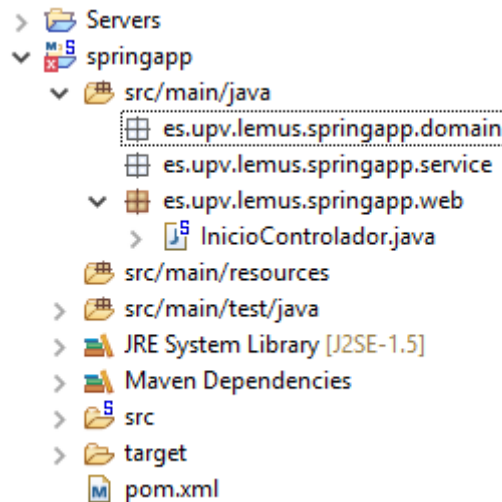 Servers
springapp
src/main/java
es.upv.lemus.springapp.domain
es.upv.lemus.springapp.service
es.upv.lemus.springapp.web
InicioControlador.java
src/main/resources
src/main/test/java
JRE System Library [J2SE-1.5]
Maven Dependencies
src
target
pom.xml